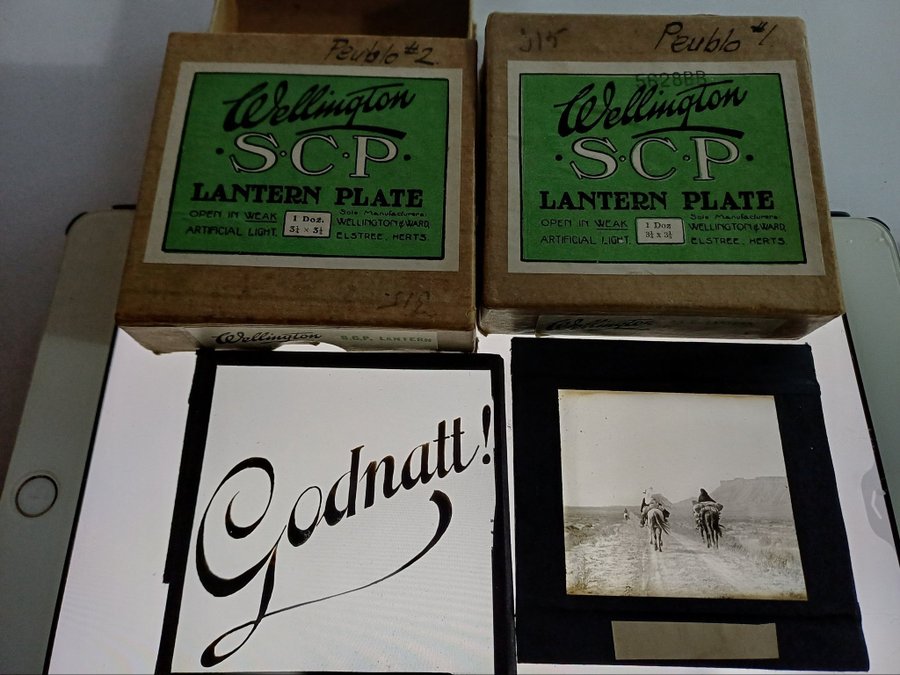 Peublo #2
Wellington
S.C.P.
LANTERN PLATE
OPEN IN WEAK
ARTIFICIAL LIGHT.
1 Doz.
3¼ × 3¼
Sole Manufacturers:
WELLINGTON & WARD,
ELSTREE, HERTS.
315
Wellington
S.C.P. LANTERN
315
Peublo #1
5828BB
Wellington
S.C.P.
LANTERN PLATE
OPEN IN WEAK
ARTIFICIAL LIGHT.
1 Doz
3¼ x 3¼
Sole Manufacturers:
WELLINGTON & WARD,
ELSTREE, HERTS.
Wellington
Godnatt!